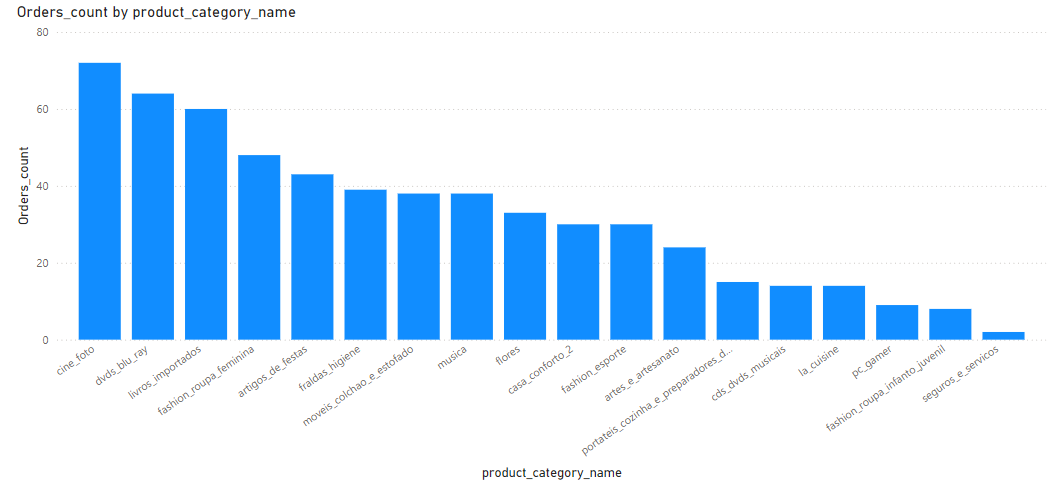 Orders_count by product_category_name
80
60
40
20
0
Orders_count
cine_foto
dvds_blu_ray
livros_importados
fashion_roupa_feminina
artigos_de_festas
fraldas_higiene
moveis_colchao_e_estofado
musica
flores
casa_conforto_2
fashion_esporte
artes_e_artesanato
portateis_cozinha_e_preparadores_d...
cds_dvds_musicais
la_cuisine
pc_gamer
fashion_roupa_infanto_juvenil
seguros_e_servicos
product_category_name